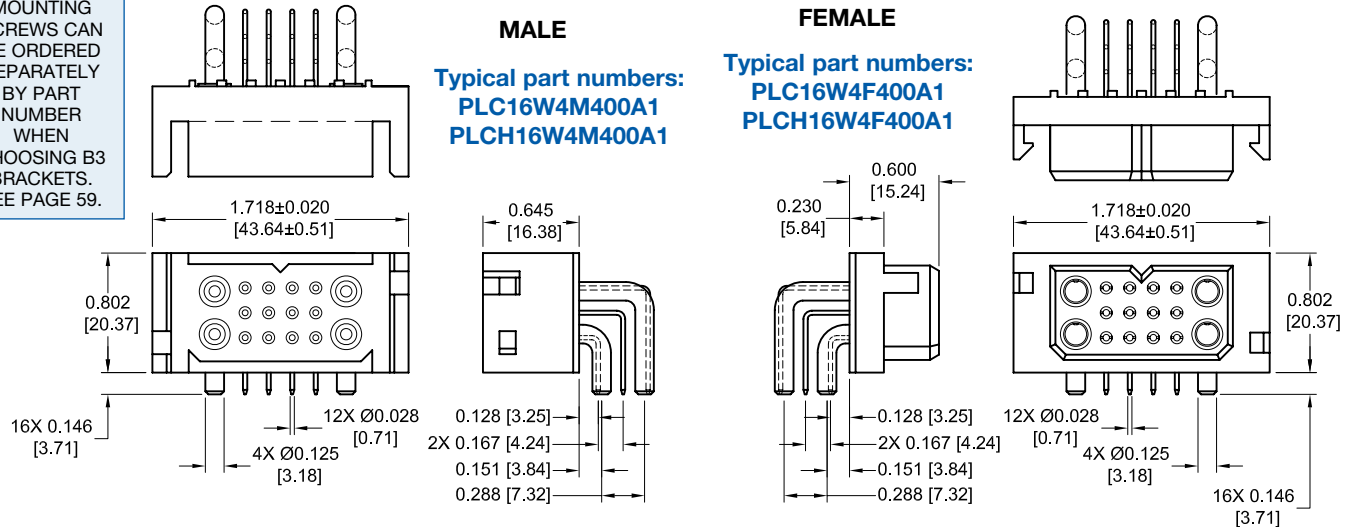 MOUNTING
CREWS CAN
E ORDERED
EPARATELY
BY PART
NUMBER
WHEN
HOOSING B3
BRACKETS.
EE PAGE 59.
MALE
Typical part numbers:
PLC16W4M400A1
PLCH16W4M400A1
FEMALE
Typical part numbers:
PLC16W4F400A1
PLCH16W4F400A1
1.718±0.020
[43.64±0.51]
0.802
[20.37]
16X 0.146
[3.71]
12X Ø0.028
[0.71]
4X Ø0.125
[3.18]
0.645
[16.38]
0.128 [3.25]
2X 0.167 [4.24]
0.151 [3.84]
0.288 [7.32]
0.600
[15.24]
0.230
[5.84]
0.128 [3.25]
2X 0.167 [4.24]
0.151 [3.84]
0.288 [7.32]
1.718±0.020
[43.64±0.51]
0.802
[20.37]
12X Ø0.028
[0.71]
4X Ø0.125
[3.18]
16X 0.146
[3.71]